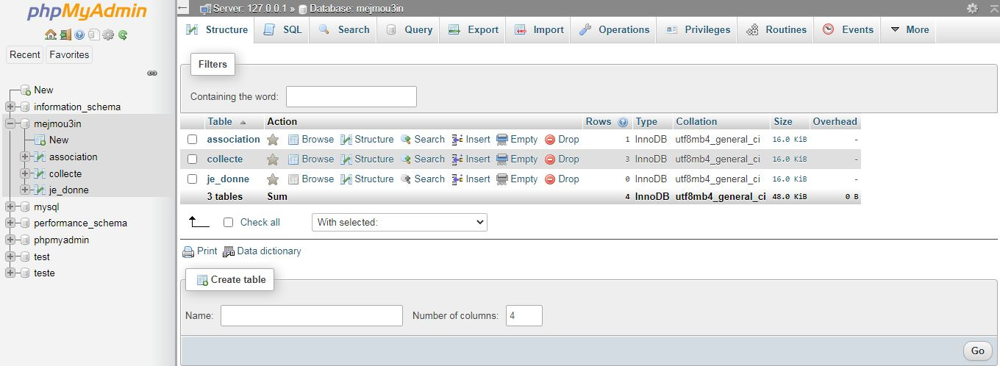 phpMyAdmin
Recent Favorites
New
information_schema
mejmou3in
New
association
collecte
je_donne
mysql
performance_schema
phpmyadmin
test
teste
Server: 127.0.0.1 » Database: mejmou3in
Structure SQL Search Query Export Import Operations Privileges Routines Events More
Filters
Containing the word:
Table Action Rows Type Collation Size Overhead
association Browse Structure Search Insert Empty Drop 1 InnoDB utf8mb4_general_ci 16.0 KiB -
collecte Browse Structure Search Insert Empty Drop 3 InnoDB utf8mb4_general_ci 16.0 KiB -
je_donne Browse Structure Search Insert Empty Drop 0 InnoDB utf8mb4_general_ci 16.0 KiB -
3 tables Sum 4 InnoDB utf8mb4_general_ci 48.0 KiB 0 B
Check all With selected:
Print Data dictionary
Create table
Name: Number of columns: 4
Go